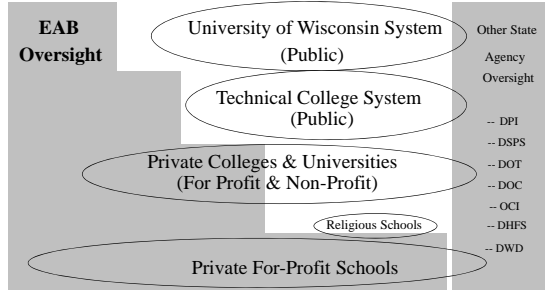 EAB
Oversight
University of Wisconsin System
(Public)
Technical College System
(Public)
Private Colleges & Universities
(For Profit & Non-Profit)
Religious Schools
Private For-Profit Schools
Other State
Agency
Oversight
-- DPI
-- DSPS
-- DOT
-- DOC
-- OCI
-- DHFS
-- DWD